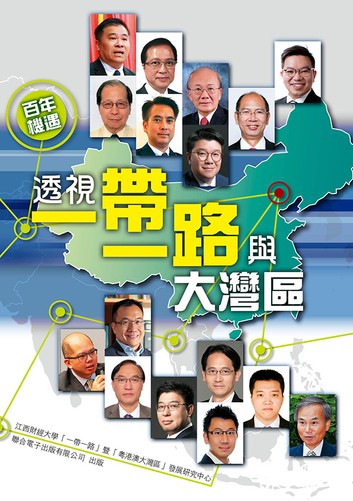 百年
機遇
透視
一帶
一路與
大灣區
江西財經大學「一帶一路」暨「粵港澳大灣區」發展研究中心
聯合電子出版有限公司 出版